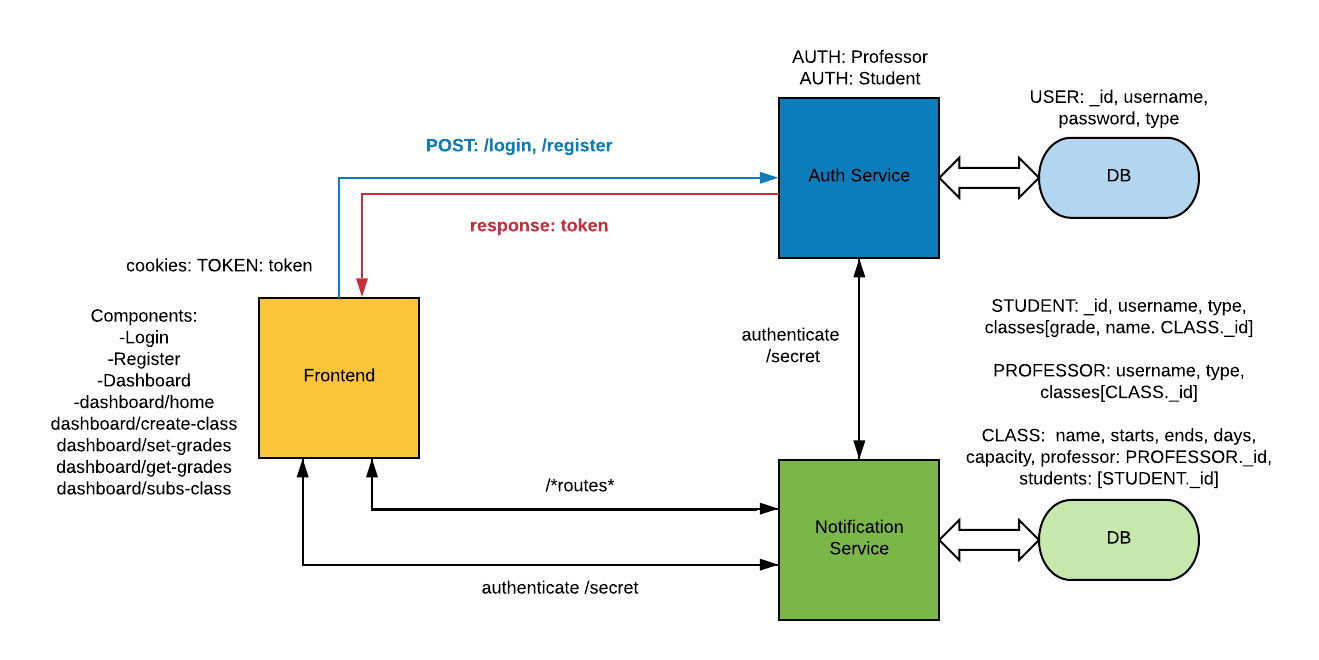 AUTH: Professor
AUTH: Student
USER: _id, username,
password, type
POST: /login, /register
Auth Service
DB
response: token
cookies: TOKEN: token
Components:
-Login
-Register
-Dashboard
-dashboard/home
dashboard/create-class
dashboard/set-grades
dashboard/get-grades
dashboard/subs-class
Frontend
authenticate
/secret
STUDENT: _id, username, type,
classes[grade, name. CLASS._id]
PROFESSOR: username, type,
classes[CLASS._id]
CLASS:  name, starts, ends, days,
capacity, professor: PROFESSOR._id,
students: [STUDENT._id]
/*routes*
Notification
Service
DB
authenticate /secret